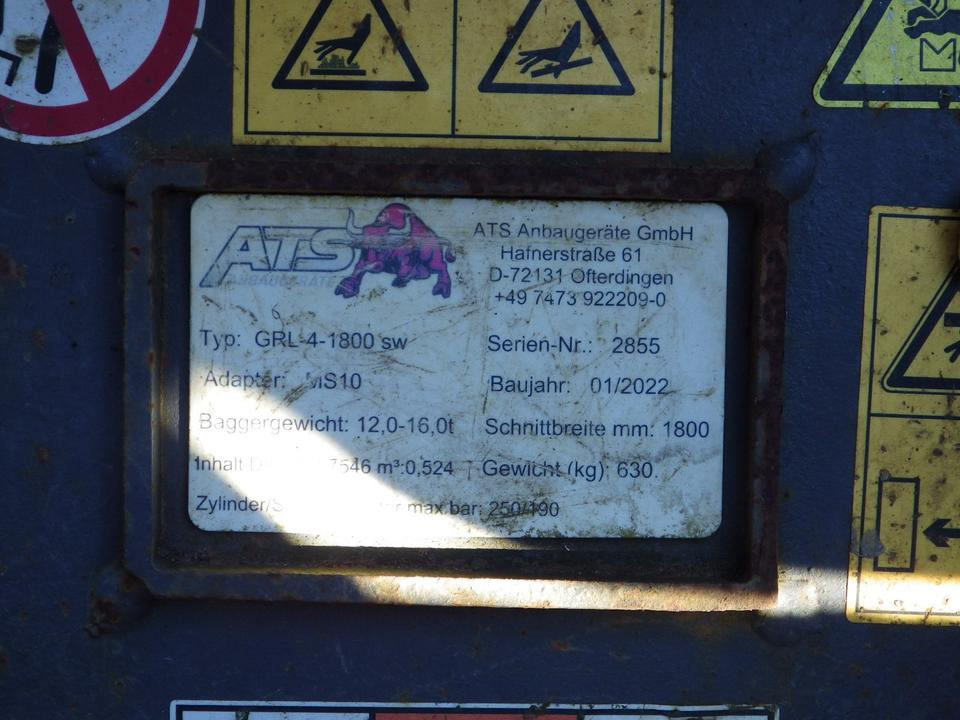 ATS
ANBAUGERÄTE
ATS Anbaugeräte GmbH
Hafnerstraße 61
D-72131 Ofterdingen
+49 7473 922209-0
Typ: GRL-4-1800 sw
Serien-Nr.: 2855
Adapter: MS10
Baujahr: 01/2022
Baggergewicht: 12,0-16,0t
Schnittbreite mm: 1800
Inhalt 7546 m³:0,524
Gewicht (kg): 630
max bar: 250/190